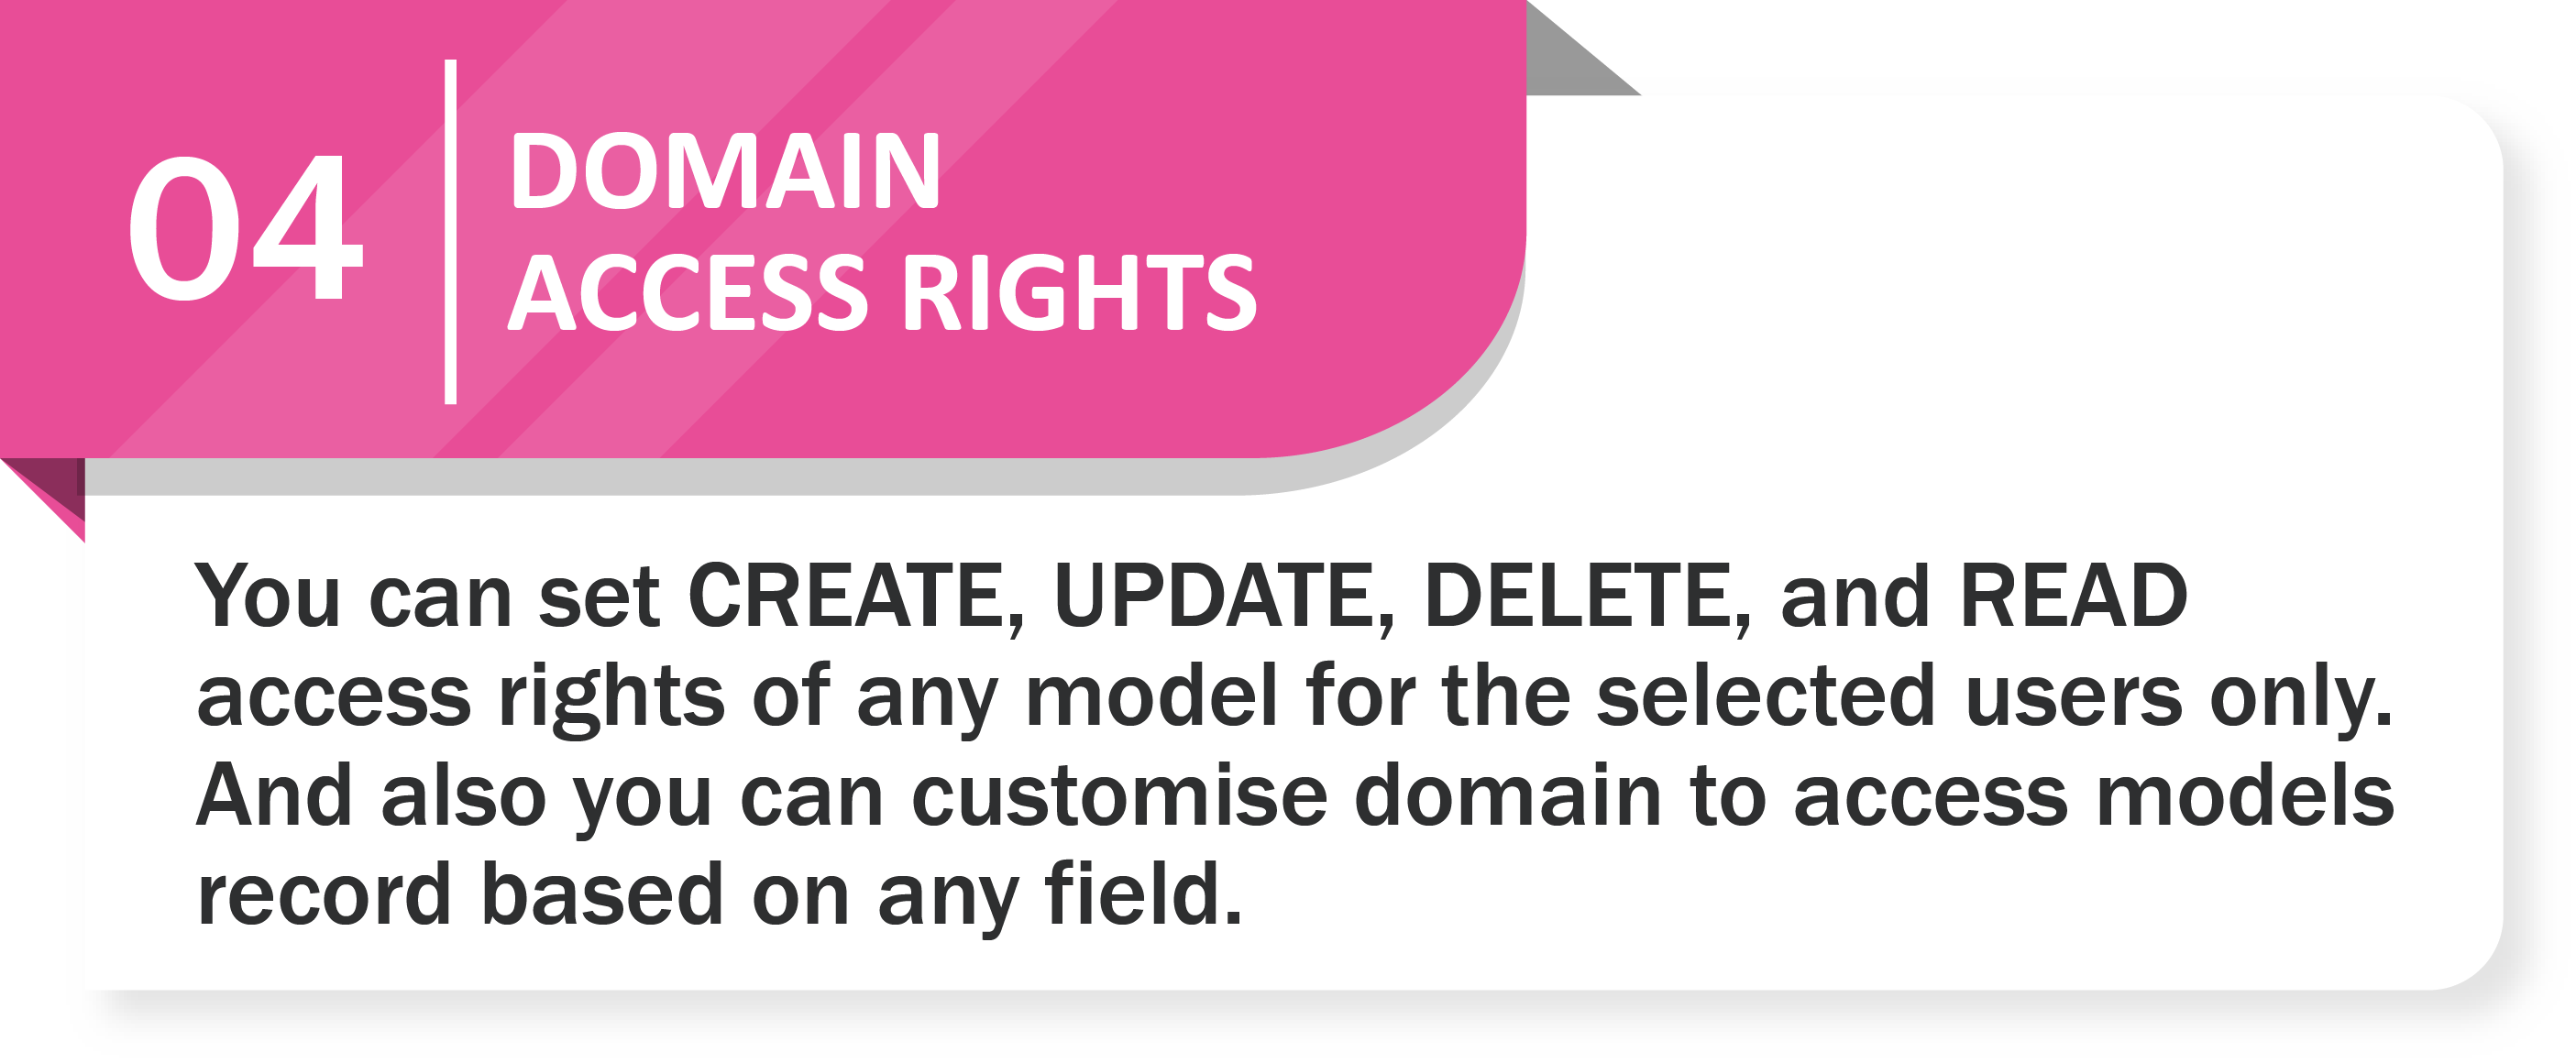 04
DOMAIN
ACCESS RIGHTS
You can set CREATE, UPDATE, DELETE, and READ
access rights of any model for the selected users only.
And also you can customise domain to access models
record based on any field.